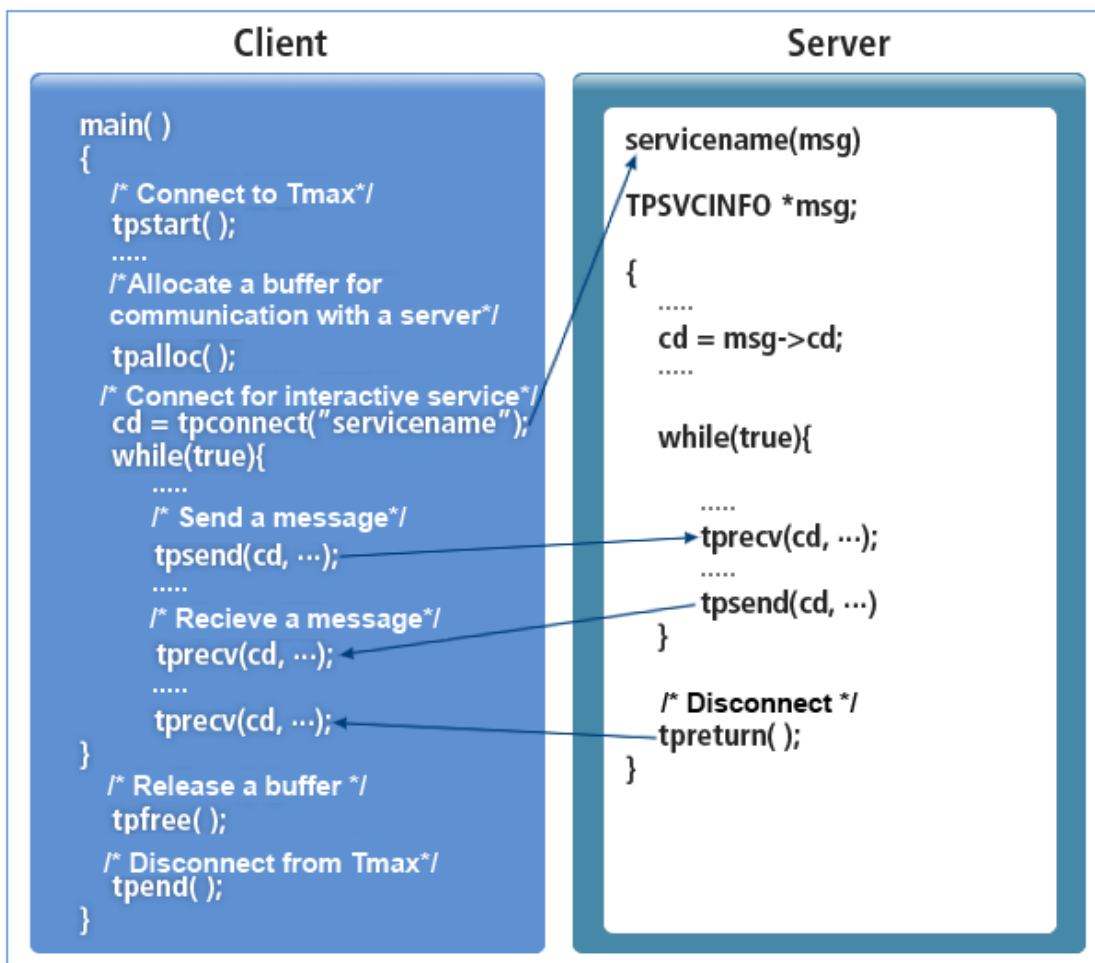 Client
main( )
{
/* Connect to Tmax*/
tpstart( );
.....
/*Allocate a buffer for
communication with a server*/
tpalloc( );
/* Connect for interactive service*/
cd = tpconnect("servicename");
while(true){
.....
/* Send a message*/
tpsend(cd, ···);
.....
/* Recieve a message*/
tprecv(cd, ···);
.....
tprecv(cd, ···);
}
/* Release a buffer */
tpfree( );
/* Disconnect from Tmax*/
tpend( );
}
Server
servicename(msg)
TPSVCINFO *msg;
{
.....
cd = msg->cd;
.....
while(true){
.....
tprecv(cd, ···);
.....
tpsend(cd, ···)
}
/* Disconnect */
tpreturn( );
}